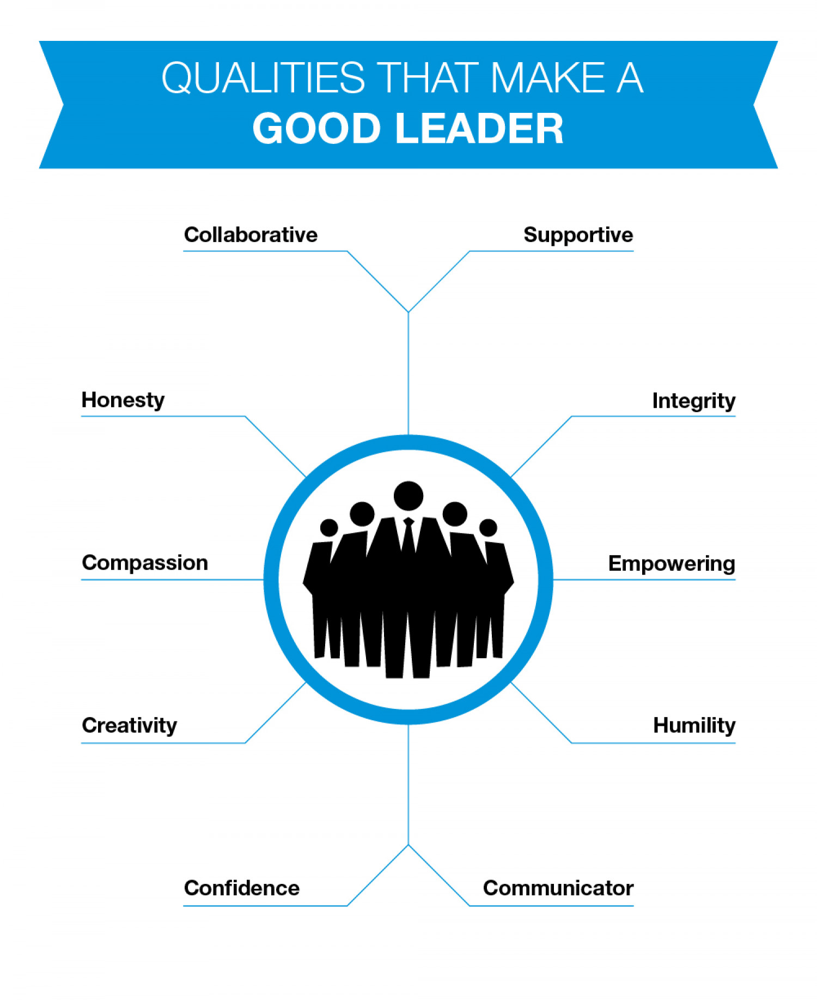 QUALITIES THAT MAKE A
GOOD LEADER
Collaborative
Supportive
Honesty
Integrity
Compassion
Empowering
Creativity
Humility
Confidence
Communicator